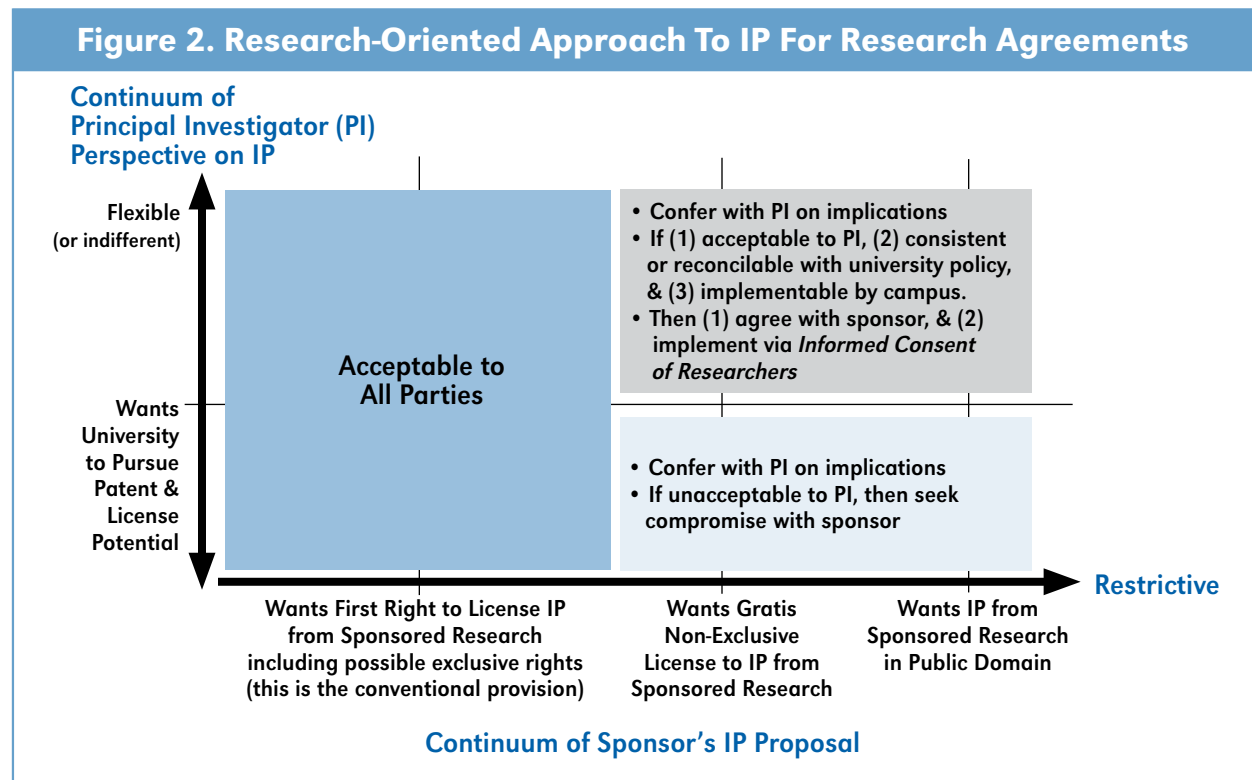 Figure 2. Research-Oriented Approach To IP For Research Agreements
Continuum of
Principal Investigator (PI)
Perspective on IP
Flexible
(or indifferent)
Wants
University
to Pursue
Patent &
License
Potential
Acceptable to
All Parties
• Confer with PI on implications
• If (1) acceptable to PI, (2) consistent
or reconcilable with university policy,
& (3) implementable by campus.
• Then (1) agree with sponsor, & (2)
implement via Informed Consent
of Researchers
• Confer with PI on implications
• If unacceptable to PI, then seek
compromise with sponsor
Restrictive
Wants First Right to License IP
from Sponsored Research
including possible exclusive rights
(this is the conventional provision)
Wants Gratis
Non-Exclusive
License to IP from
Sponsored Research
Wants IP from
Sponsored Research
in Public Domain
Continuum of Sponsor's IP Proposal